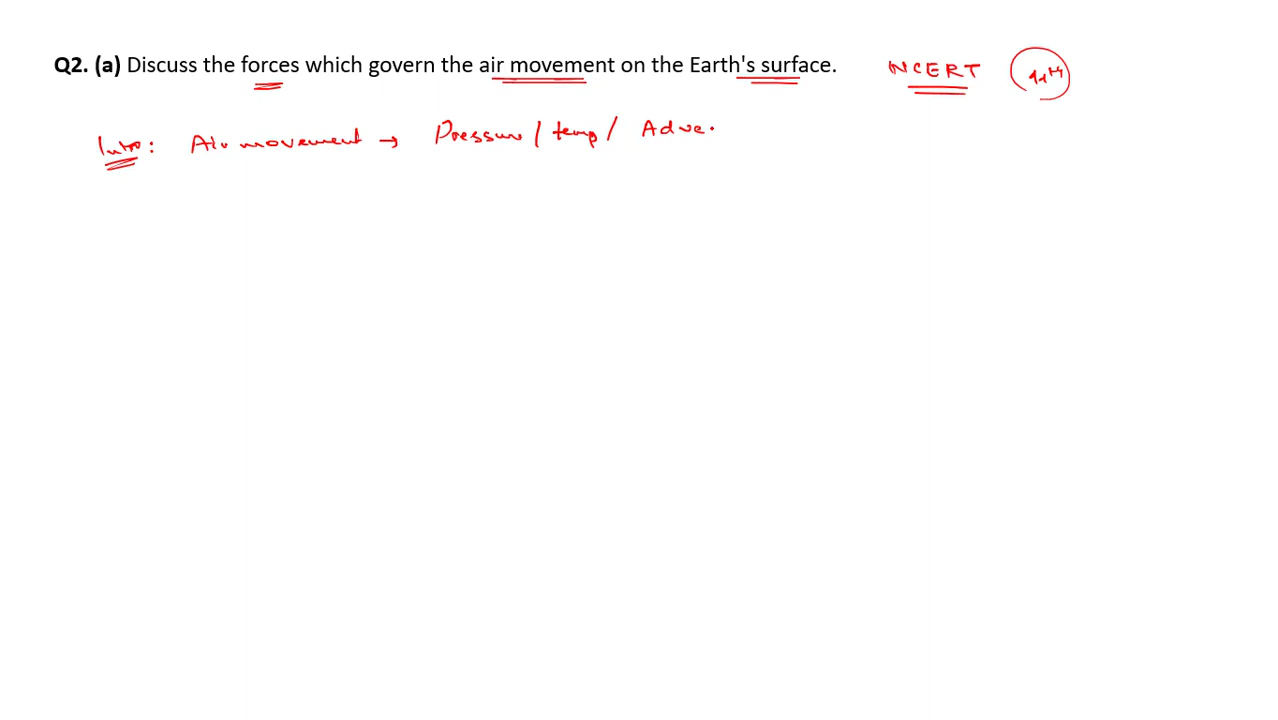 Q2. (a) Discuss the forces which govern the air movement on the Earth's surface. NCERT
Intro: Air movement → Pressure / temp / Adve.